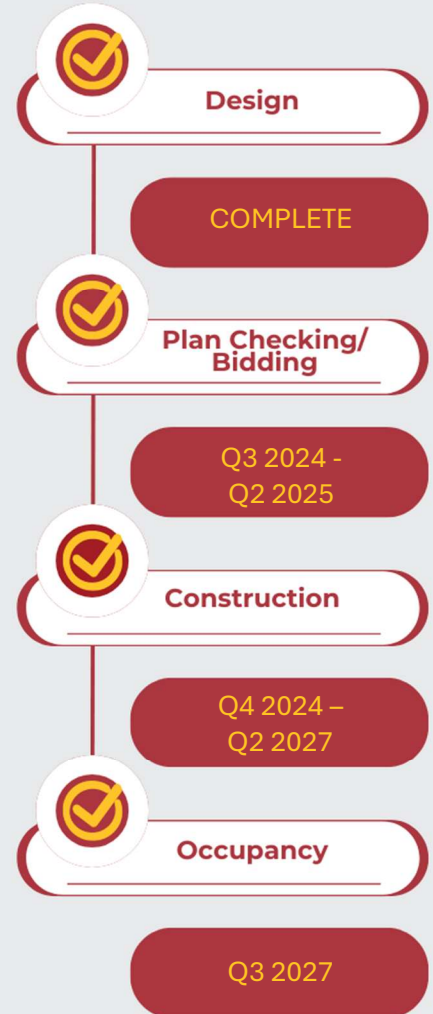 Design
COMPLETE
Plan Checking/
Bidding
Q3 2024 -
Q2 2025
Construction
Q4 2024 –
Q2 2027
Occupancy
Q3 2027